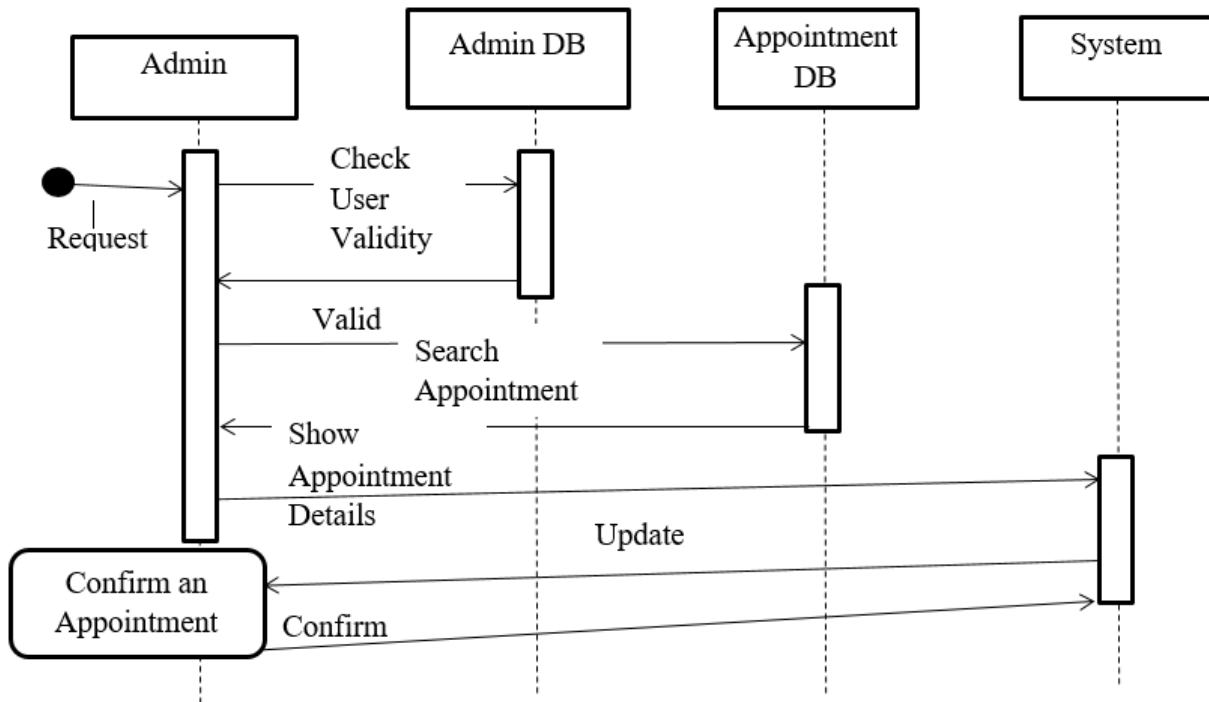 Admin
Admin DB
Appointment
DB
System
Check
User
Validity
Request
Valid
Search
Appointment
Show
Appointment
Details
Update
Confirm an
Appointment
Confirm